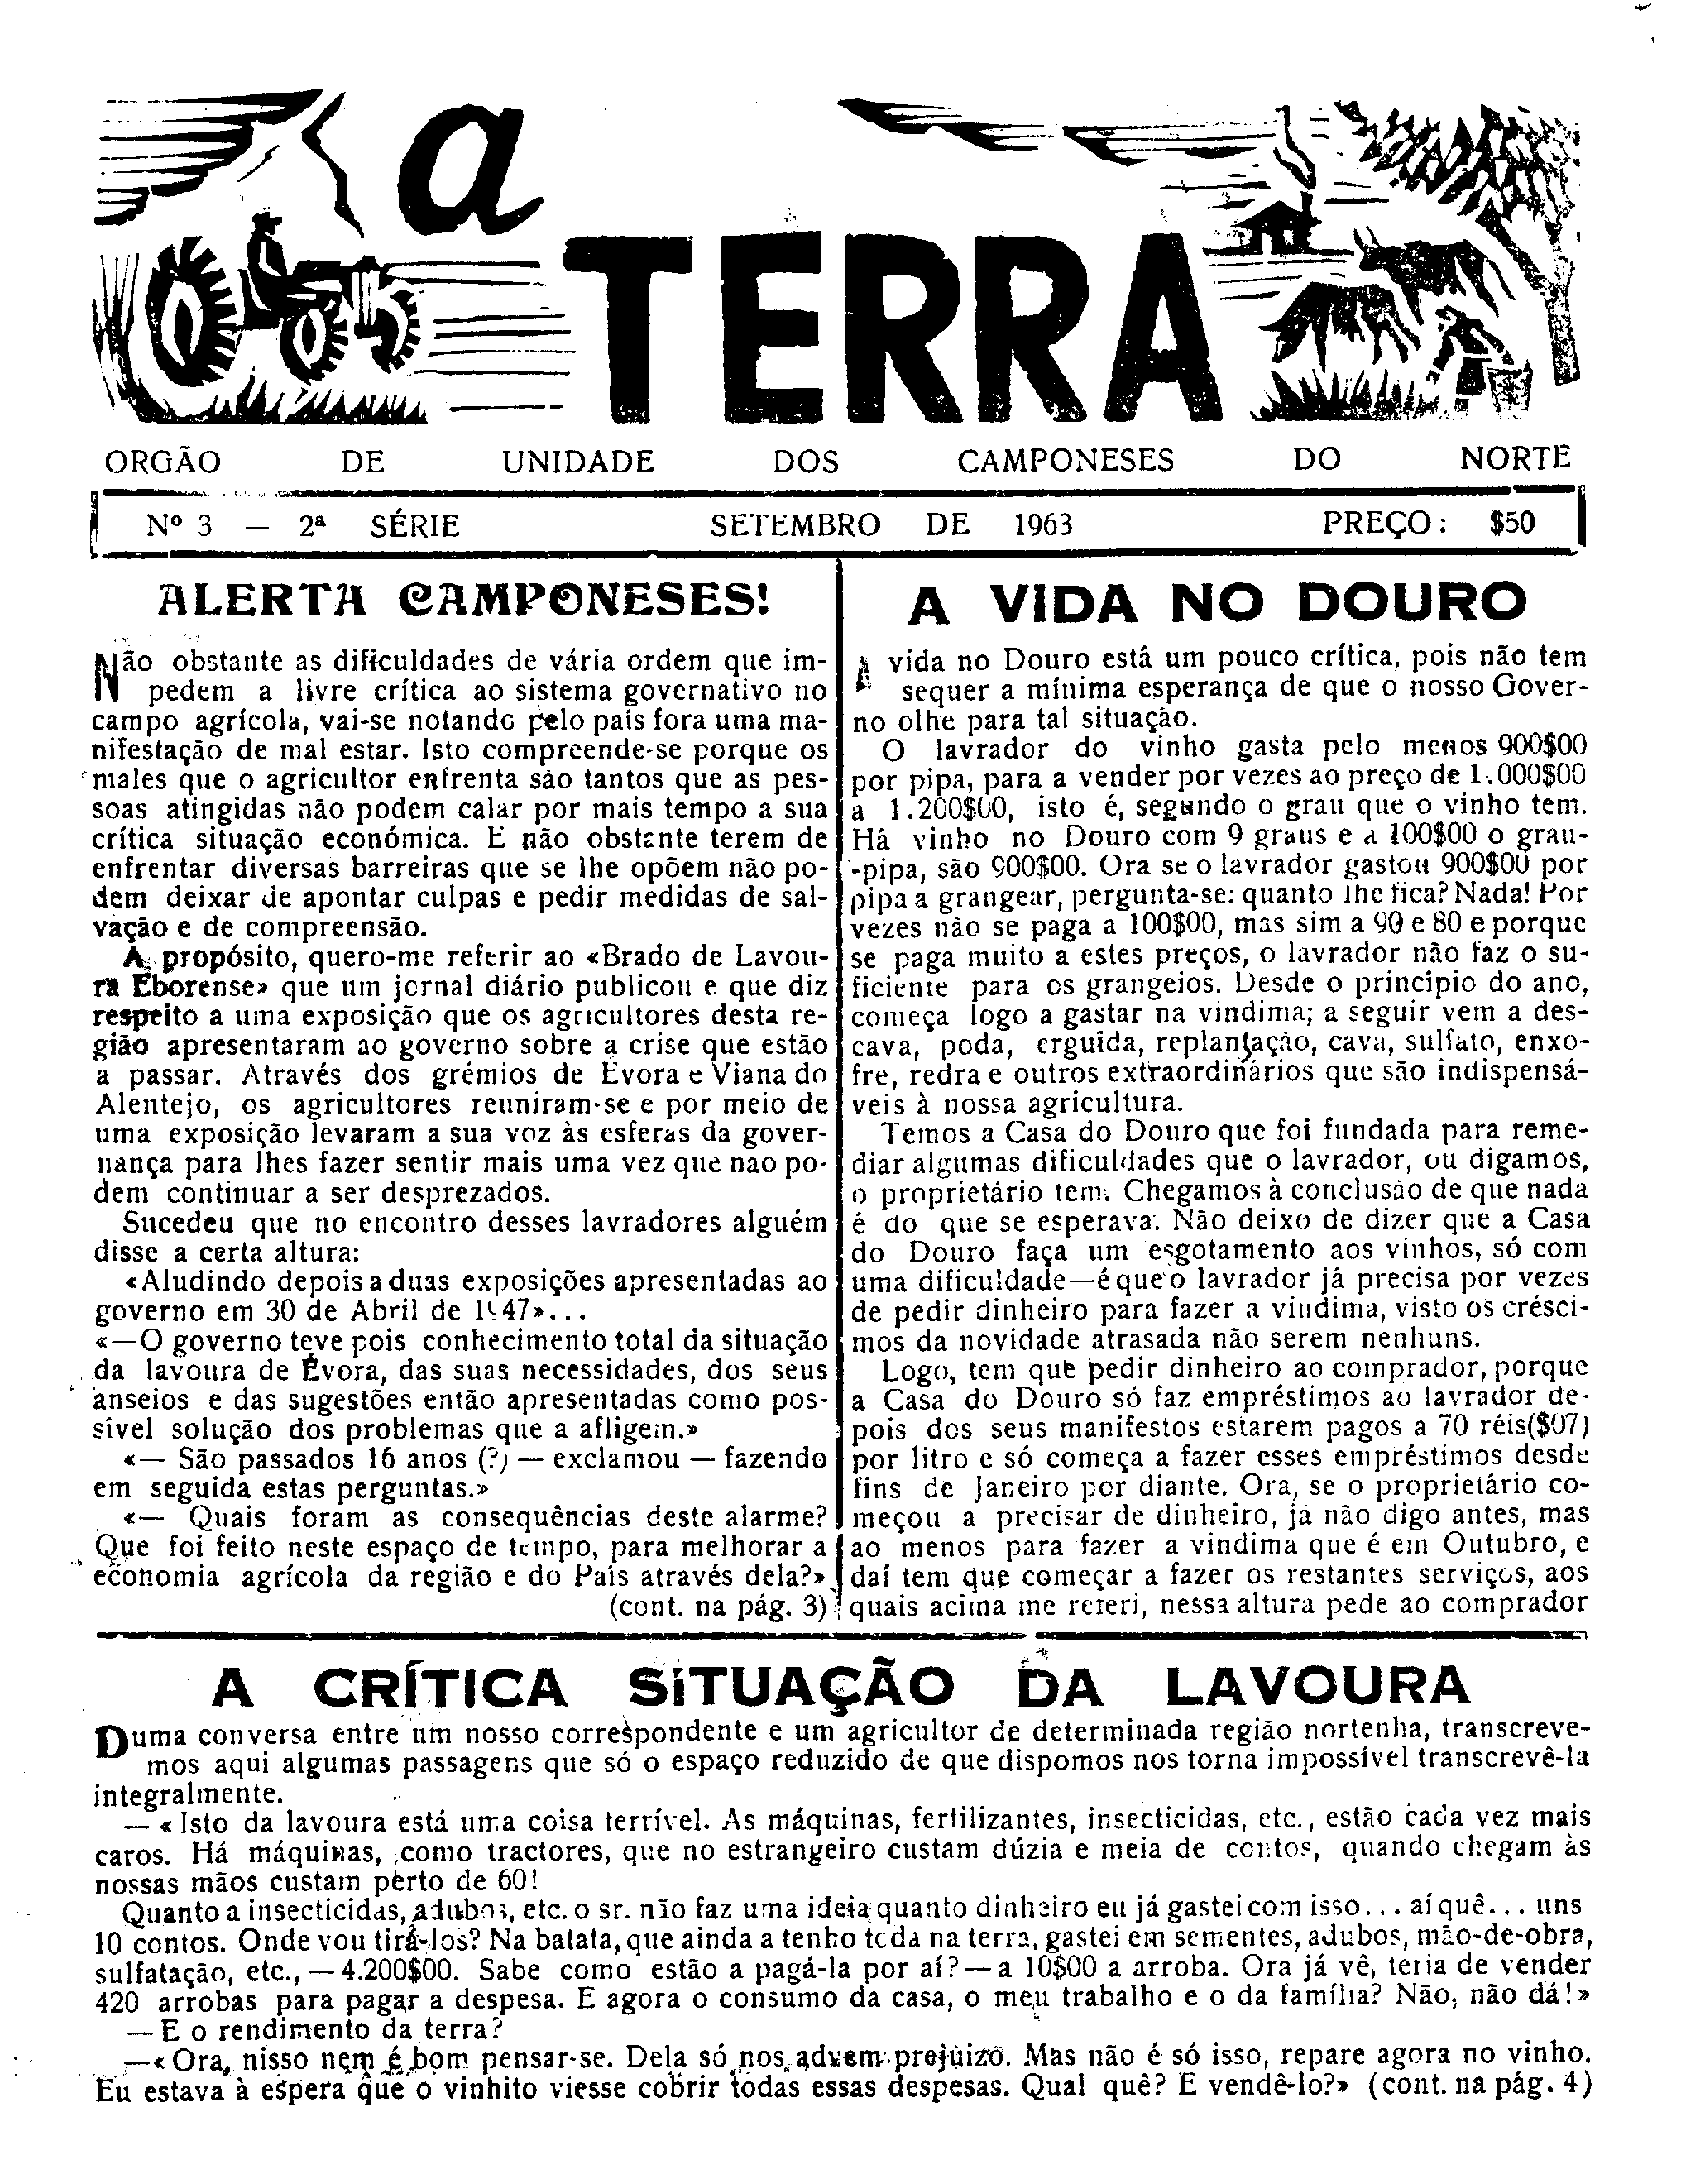 a
TERRA
ORGÃO DE UNIDADE DOS CAMPONESES DO NORTE
Nº 3 — 2ª SÉRIE SETEMBRO DE 1963 PREÇO: $50
ALERTA CAMPONESES!
Não obstante as dificuldades de vária ordem que im-
pedem a livre crítica ao sistema governativo no
campo agrícola, vai-se notando pelo país fora uma ma-
nifestação de mal estar. Isto compreende-se porque os
males que o agricultor enfrenta são tantos que as pes-
soas atingidas não podem calar por mais tempo a sua
crítica situação económica. E não obstante terem de
enfrentar diversas barreiras que se lhe opõem não po-
dem deixar de apontar culpas e pedir medidas de sal-
vação e de compreensão.
A propósito, quero-me referir ao «Brado de Lavou-
ra Eborense» que um jornal diário publicou e que diz
respeito a uma exposição que os agricultores desta re-
gião apresentaram ao governo sobre a crise que estão
a passar. Através dos grémios de Évora e Viana do
Alentejo, os agricultores reuniram-se e por meio de
uma exposição levaram a sua voz às esferas da gover-
nança para lhes fazer sentir mais uma vez que nao po-
dem continuar a ser desprezados.
Sucedeu que no encontro desses lavradores alguém
disse a certa altura:
«Aludindo depois a duas exposições apresentadas ao
governo em 30 de Abril de 1947»...
«—O governo teve pois conhecimento total da situação
da lavoura de Évora, das suas necessidades, dos seus
anseios e das sugestões então apresentadas como pos-
sível solução dos problemas que a afligem.»
«— São passados 16 anos (?) — exclamou — fazendo
em seguida estas perguntas.»
«— Quais foram as consequências deste alarme?
Que foi feito neste espaço de tempo, para melhorar a
economia agrícola da região e do País através dela?»
(cont. na pág. 3)
A VIDA NO DOURO
A vida no Douro está um pouco crítica, pois não tem
sequer a mínima esperança de que o nosso Gover-
no olhe para tal situação.
O lavrador do vinho gasta pelo menos 900$00
por pipa, para a vender por vezes ao preço de 1.000$00
a 1.200$00, isto é, segundo o grau que o vinho tem.
Há vinho no Douro com 9 graus e a 100$00 o grau-
-pipa, são 900$00. Ora se o lavrador gastou 900$00 por
pipa a grangear, pergunta-se: quanto lhe fica? Nada! Por
vezes não se paga a 100$00, mas sim a 90 e 80 e porque
se paga muito a estes preços, o lavrador não faz o su-
ficiente para os grangeios. Desde o princípio do ano,
começa logo a gastar na vindima; a seguir vem a des-
cava, poda, erguida, replantação, cava, sulfato, enxo-
fre, redra e outros extraordinários que são indispensá-
veis à nossa agricultura.
Temos a Casa do Douro que foi fundada para reme-
diar algumas dificuldades que o lavrador, ou digamos,
o proprietário tem. Chegamos à conclusão de que nada
é do que se esperava. Não deixo de dizer que a Casa
do Douro faça um esgotamento aos vinhos, só com
uma dificuldade—é que o lavrador já precisa por vezes
de pedir dinheiro para fazer a vindima, visto os crésci-
mos da novidade atrasada não serem nenhuns.
Logo, tem que pedir dinheiro ao comprador, porque
a Casa do Douro só faz empréstimos ao lavrador de-
pois dos seus manifestos estarem pagos a 70 réis($07)
por litro e só começa a fazer esses empréstimos desde
fins de Janeiro por diante. Ora, se o proprietário co-
meçou a precisar de dinheiro, já não digo antes, mas
ao menos para fazer a vindima que é em Outubro, e
daí tem que começar a fazer os restantes serviços, aos
quais acima me referi, nessa altura pede ao comprador
A CRÍTICA SITUAÇÃO DA LAVOURA
Duma conversa entre um nosso correspondente e um agricultor de determinada região nortenha, transcreve-
mos aqui algumas passagens que só o espaço reduzido de que dispomos nos torna impossível transcrevê-la
integralmente.
— «Isto da lavoura está uma coisa terrível. As máquinas, fertilizantes, insecticidas, etc., estão cada vez mais
caros. Há máquinas, como tractores, que no estrangeiro custam dúzia e meia de contos, quando chegam às
nossas mãos custam perto de 60!
Quanto a insecticidas, adubos, etc. o sr. não faz uma ideia quanto dinheiro eu já gastei com isso... aí quê... uns
10 contos. Onde vou tirá-los? Na batata, que ainda a tenho toda na terra, gastei em sementes, adubos, mão-de-obra,
sulfatação, etc., — 4.200$00. Sabe como estão a pagá-la por aí? — a 10$00 a arroba. Ora já vê, teria de vender
420 arrobas para pagar a despesa. E agora o consumo da casa, o meu trabalho e o da família? Não, não dá!»
— E o rendimento da terra?
—«Ora, nisso nem é bom pensar-se. Dela só nos advem prejuizo. Mas não é só isso, repare agora no vinho.
Eu estava à espera que o vinhito viesse cobrir todas essas despesas. Qual quê? E vendê-lo?» (cont. na pág. 4)